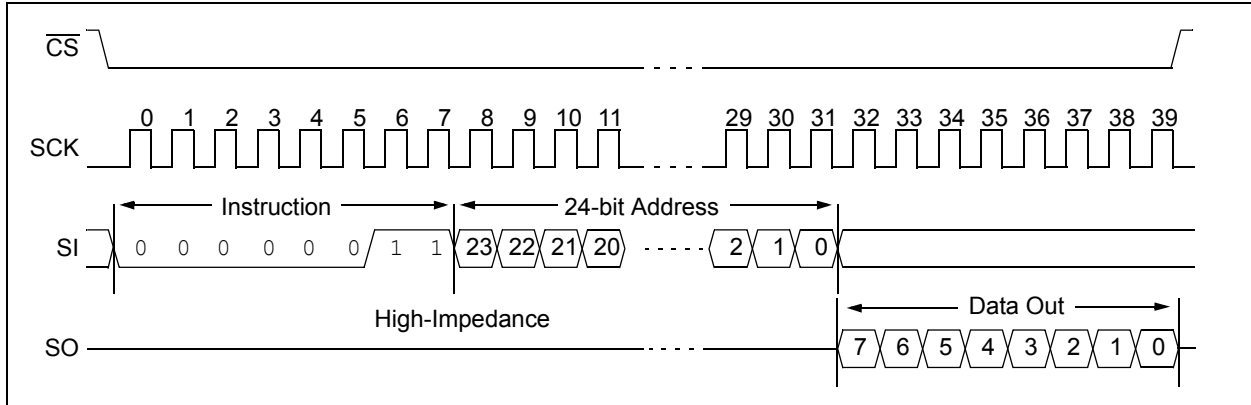 CS
0 1 2 3 4 5 6 7 8 9 10 11 29 30 31 32 33 34 35 36 37 38 39
SCK
Instruction 24-bit Address
SI 0 0 0 0 0 0 1 1 23 22 21 20 2 1 0
Data Out
High-Impedance
SO 7 6 5 4 3 2 1 0